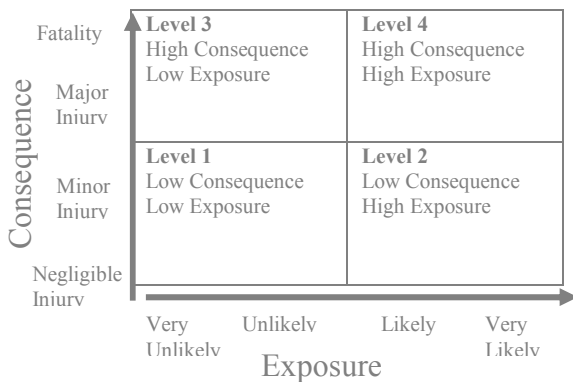 Fatality
Major
Injury
Minor
Injury
Negligible
Injury
Consequence
Level 3
High Consequence
Low Exposure
Level 4
High Consequence
High Exposure
Level 1
Low Consequence
Low Exposure
Level 2
Low Consequence
High Exposure
Very
Unlikely
Unlikely
Likely
Very
Likely
Exposure